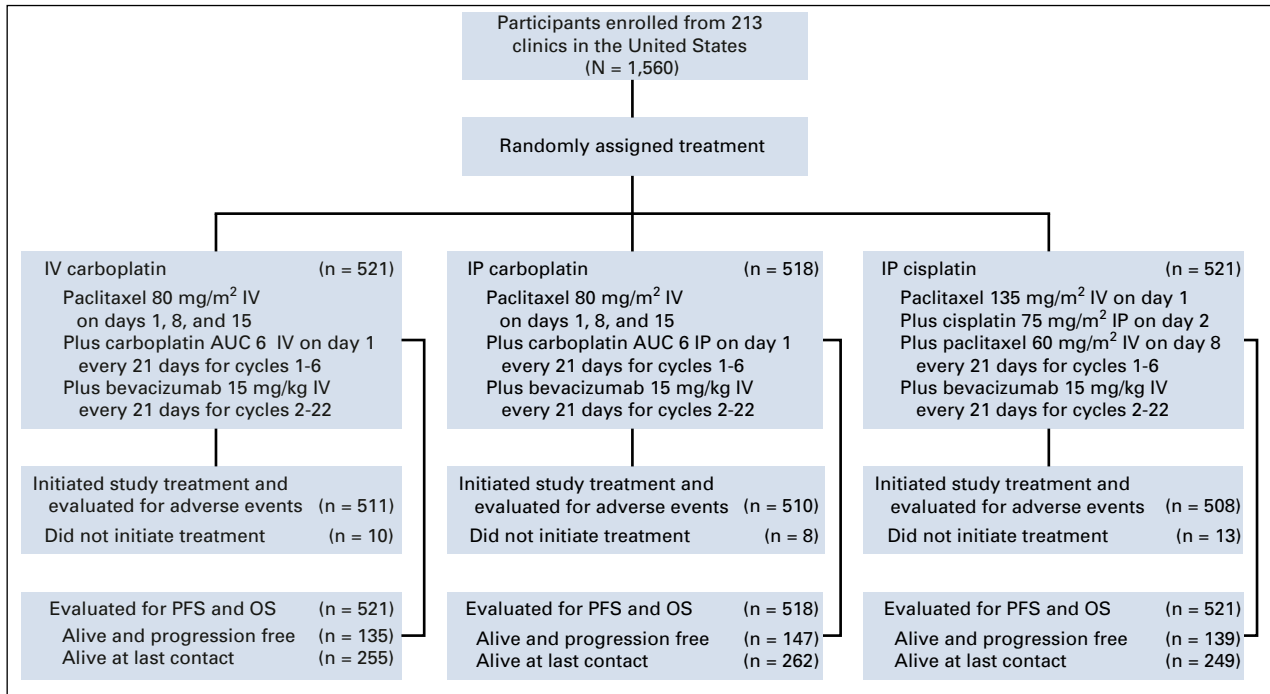 Participants enrolled from 213
clinics in the United States
(N = 1,560)
Randomly assigned treatment
IV carboplatin (n = 521)
Paclitaxel 80 mg/m² IV
on days 1, 8, and 15
Plus carboplatin AUC 6 IV on day 1
every 21 days for cycles 1-6
Plus bevacizumab 15 mg/kg IV
every 21 days for cycles 2-22
IP carboplatin (n = 518)
Paclitaxel 80 mg/m² IV
on days 1, 8, and 15
Plus carboplatin AUC 6 IP on day 1
every 21 days for cycles 1-6
Plus bevacizumab 15 mg/kg IV
every 21 days for cycles 2-22
IP cisplatin (n = 521)
Paclitaxel 135 mg/m² IV on day 1
Plus cisplatin 75 mg/m² IP on day 2
Plus paclitaxel 60 mg/m² IV on day 8
every 21 days for cycles 1-6
Plus bevacizumab 15 mg/kg IV
every 21 days for cycles 2-22
Initiated study treatment and
evaluated for adverse events (n = 511)
Did not initiate treatment (n = 10)
Initiated study treatment and
evaluated for adverse events (n = 510)
Did not initiate treatment (n = 8)
Initiated study treatment and
evaluated for adverse events (n = 508)
Did not initiate treatment (n = 13)
Evaluated for PFS and OS (n = 521)
Alive and progression free (n = 135)
Alive at last contact (n = 255)
Evaluated for PFS and OS (n = 518)
Alive and progression free (n = 147)
Alive at last contact (n = 262)
Evaluated for PFS and OS (n = 521)
Alive and progression free (n = 139)
Alive at last contact (n = 249)